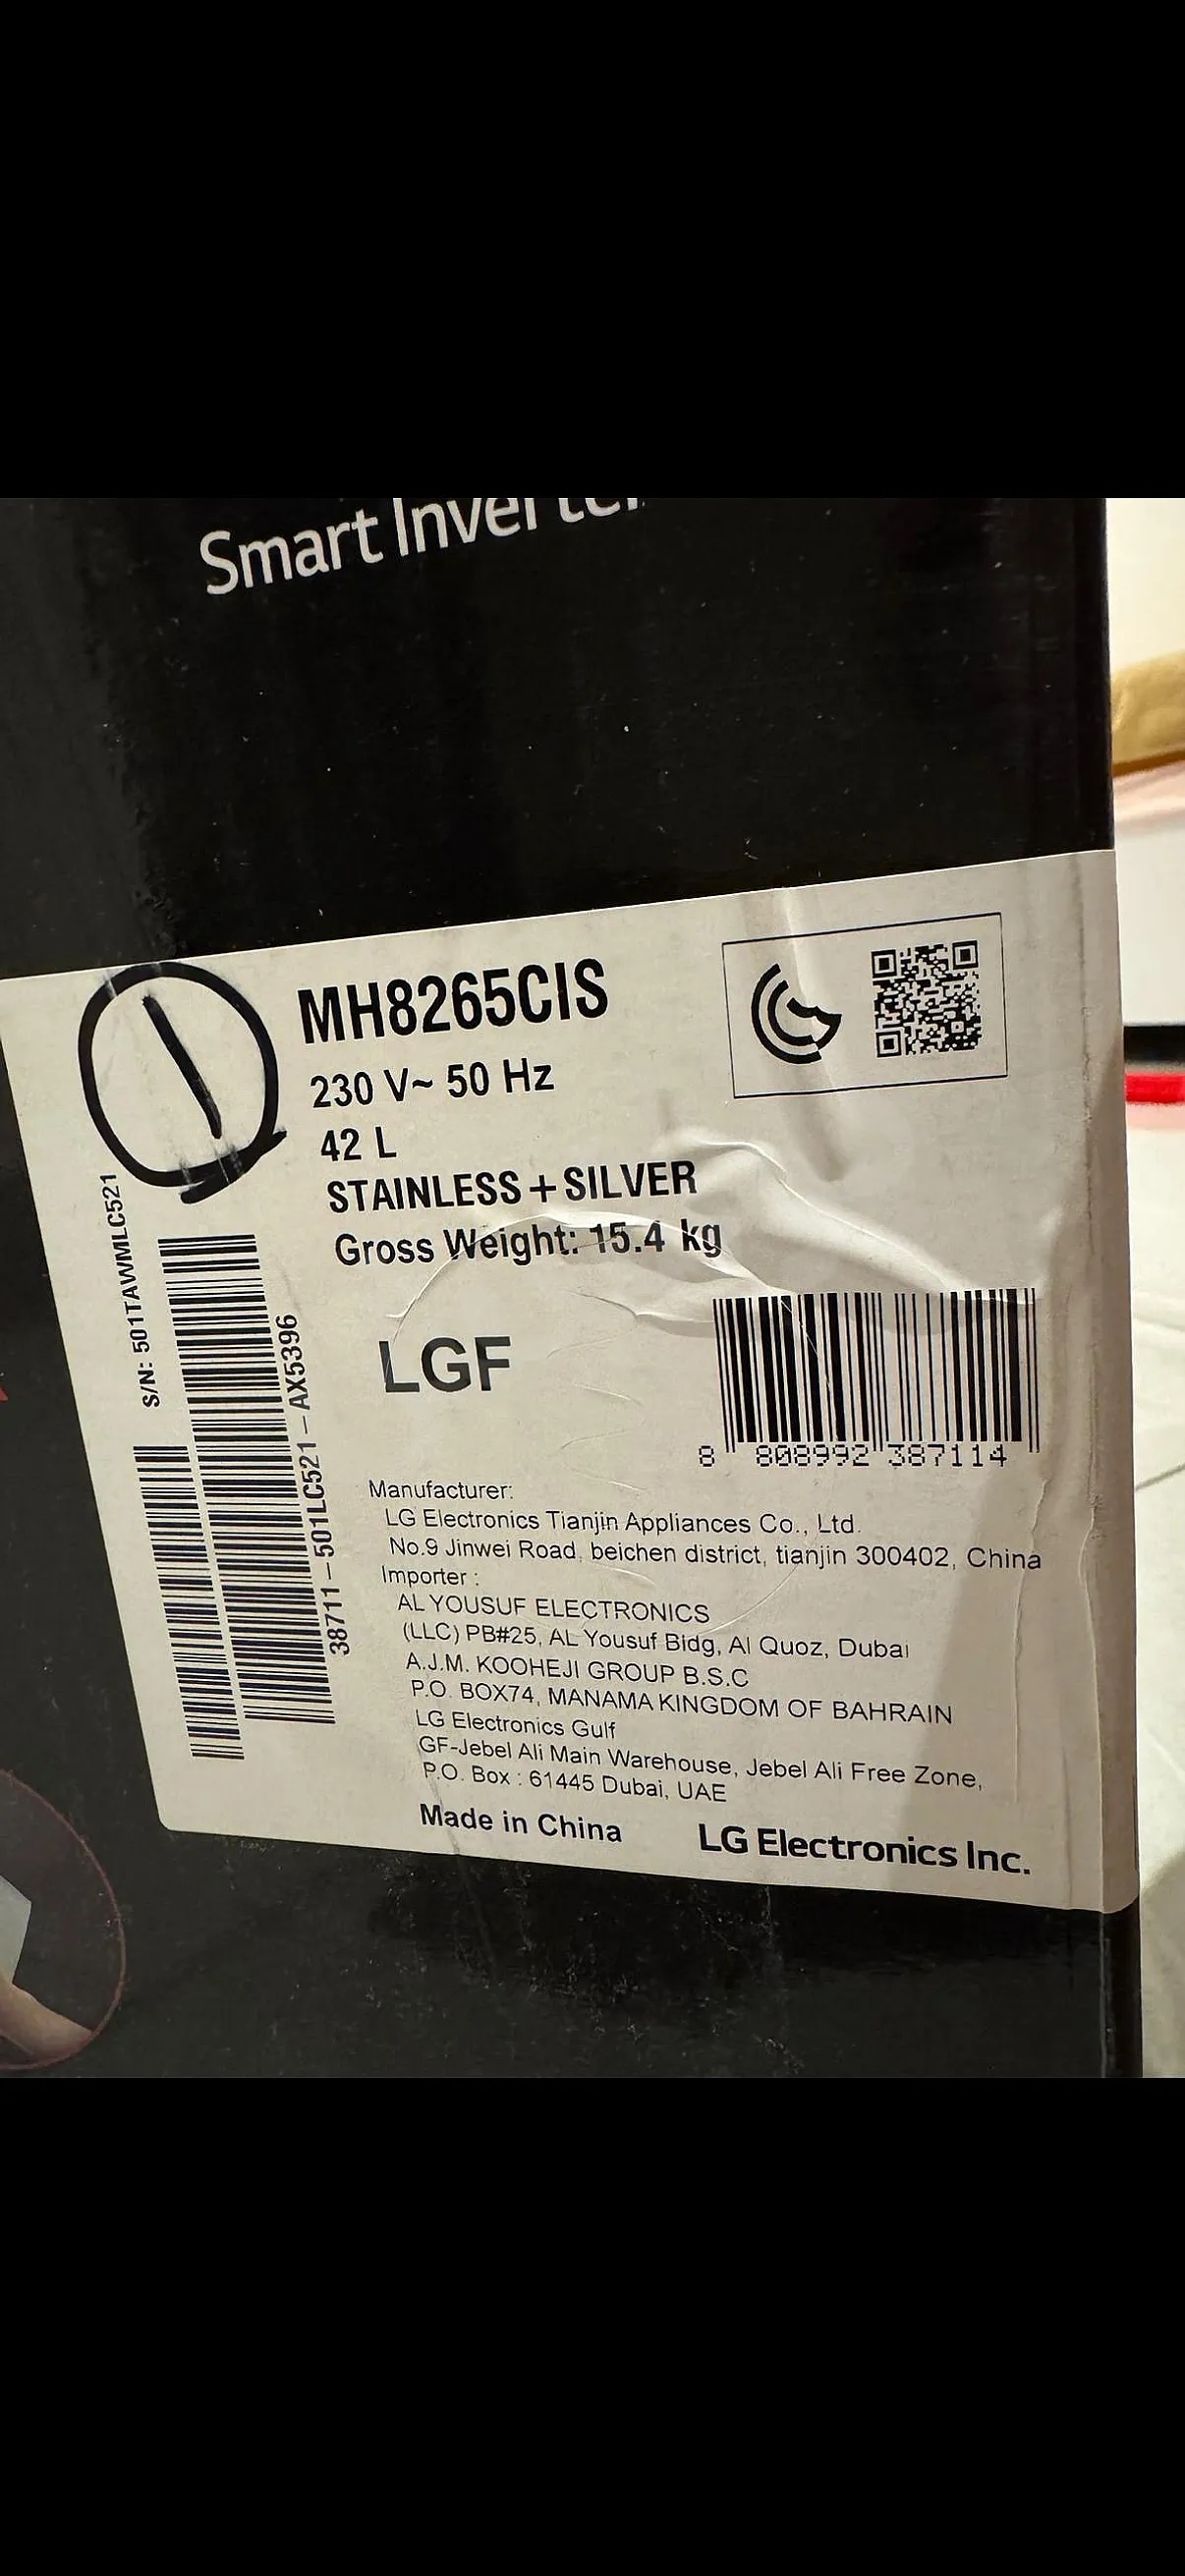 Smart Inverter
MH8265CIS
230 V~ 50 Hz
42 L
STAINLESS+SILVER
Gross Weight: 15.4 kg
S/N: 501TAWMLC521
38711-501LC521-AX5396
LGF
8 808992 387114
Manufacturer:
LG Electronics Tianjin Appliances Co., Ltd.
No.9 Jinwei Road, beichen district, tianjin 300402, China
Importer :
AL YOUSUF ELECTRONICS
(LLC) PB#25, AL Yousuf Bidg, Al Quoz, Dubai
A.J.M. KOOHEJI GROUP B.S.C
P.O. BOX74, MANAMA KINGDOM OF BAHRAIN
LG Electronics Gulf
GF-Jebel Ali Main Warehouse, Jebel Ali Free Zone,
P.O. Box : 61445 Dubai, UAE
Made in China
LG Electronics Inc.